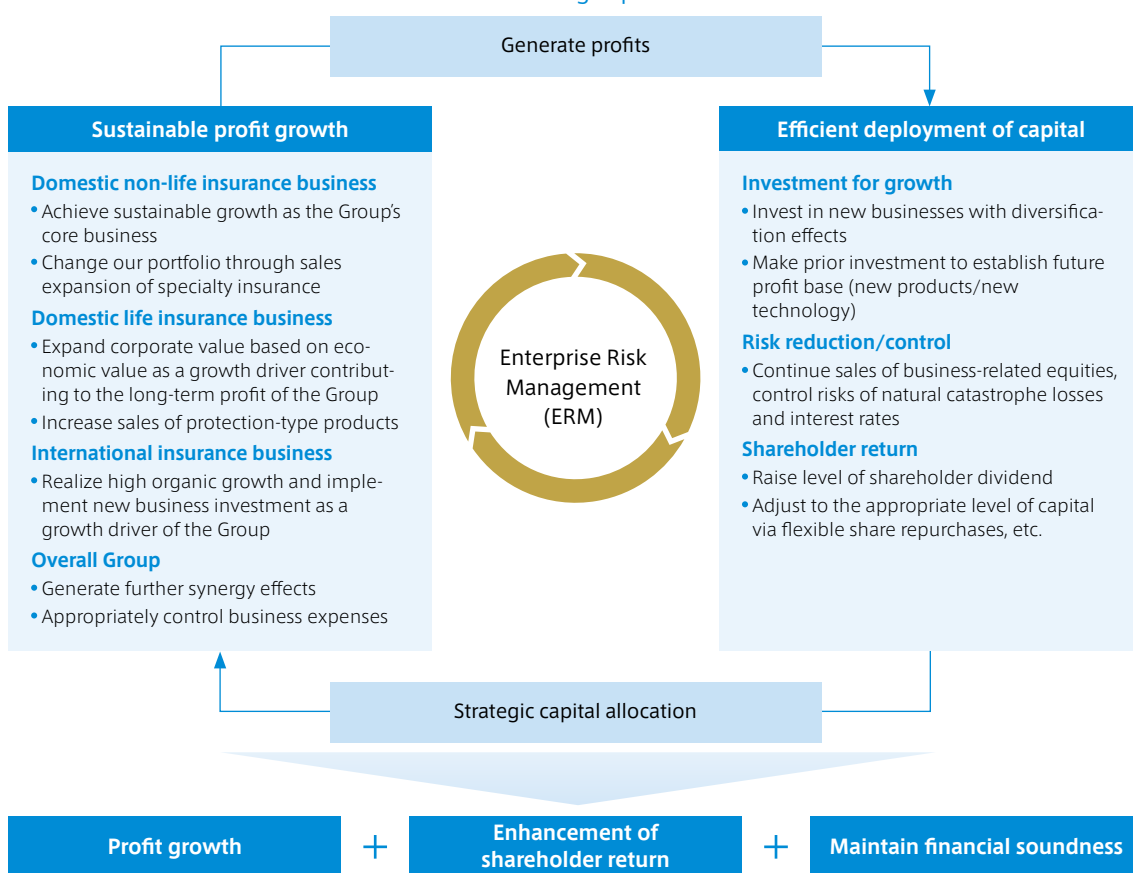 Generate profits
Sustainable profit growth
Domestic non-life insurance business
• Achieve sustainable growth as the Group's
core business
• Change our portfolio through sales
expansion of specialty insurance
Domestic life insurance business
• Expand corporate value based on eco-
nomic value as a growth driver contribut-
ing to the long-term profit of the Group
• Increase sales of protection-type products
International insurance business
• Realize high organic growth and imple-
ment new business investment as a
growth driver of the Group
Overall Group
• Generate further synergy effects
• Appropriately control business expenses
Enterprise Risk
Management
(ERM)
Efficient deployment of capital
Investment for growth
• Invest in new businesses with diversifica-
tion effects
• Make prior investment to establish future
profit base (new products/new
technology)
Risk reduction/control
• Continue sales of business-related equities,
control risks of natural catastrophe losses
and interest rates
Shareholder return
• Raise level of shareholder dividend
• Adjust to the appropriate level of capital
via flexible share repurchases, etc.
Strategic capital allocation
Profit growth
+
Enhancement of
shareholder return
+
Maintain financial soundness